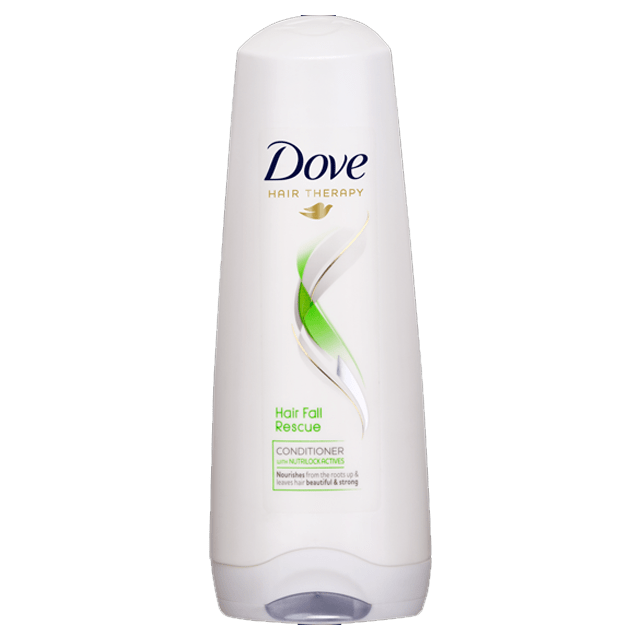 Dove
HAIR THERAPY
Hair Fall
Rescue
CONDITIONER
with NUTRILOCK ACTIVES
Nourishes from the roots up &
leaves hair beautiful & strong